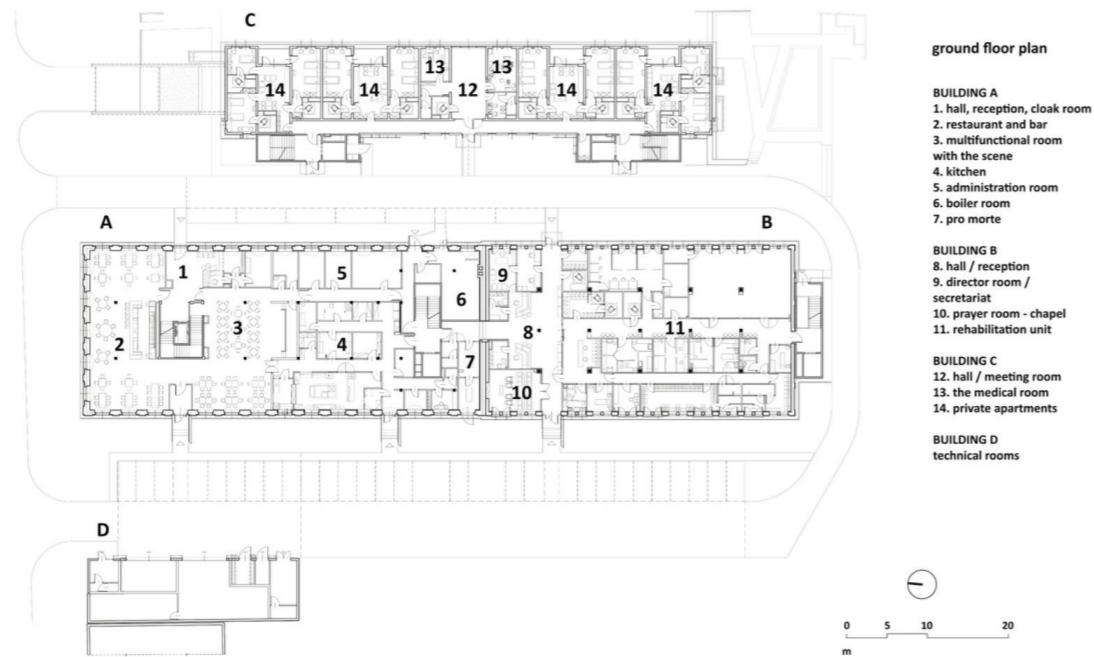 C
13
13
14
14
12
14
14
A
B
1
5
9
6
3
2
8
11
4
7
10
D
ground floor plan
BUILDING A
1. hall, reception, cloak room
2. restaurant and bar
3. multifunctional room
with the scene
4. kitchen
5. administration room
6. boiler room
7. pro morte
BUILDING B
8. hall / reception
9. director room /
secretariat
10. prayer room - chapel
11. rehabilitation unit
BUILDING C
12. hall / meeting room
13. the medical room
14. private apartments
BUILDING D
technical rooms
0 5 10 20
m